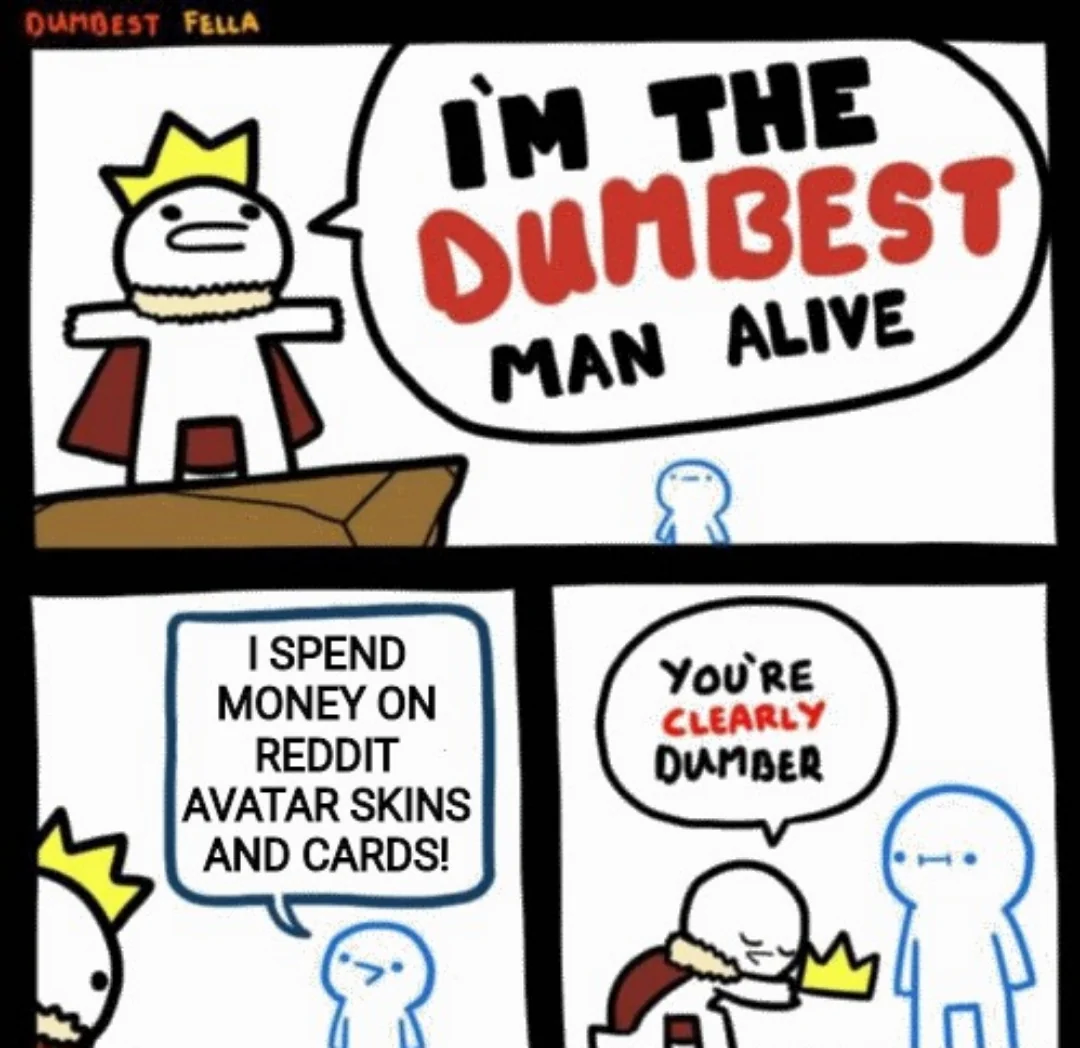 DUMBEST FELLA
I'M THE
DUMBEST
MAN ALIVE
I SPEND
MONEY ON
REDDIT
AVATAR SKINS
AND CARDS!
YOU'RE
CLEARLY
DUMBER